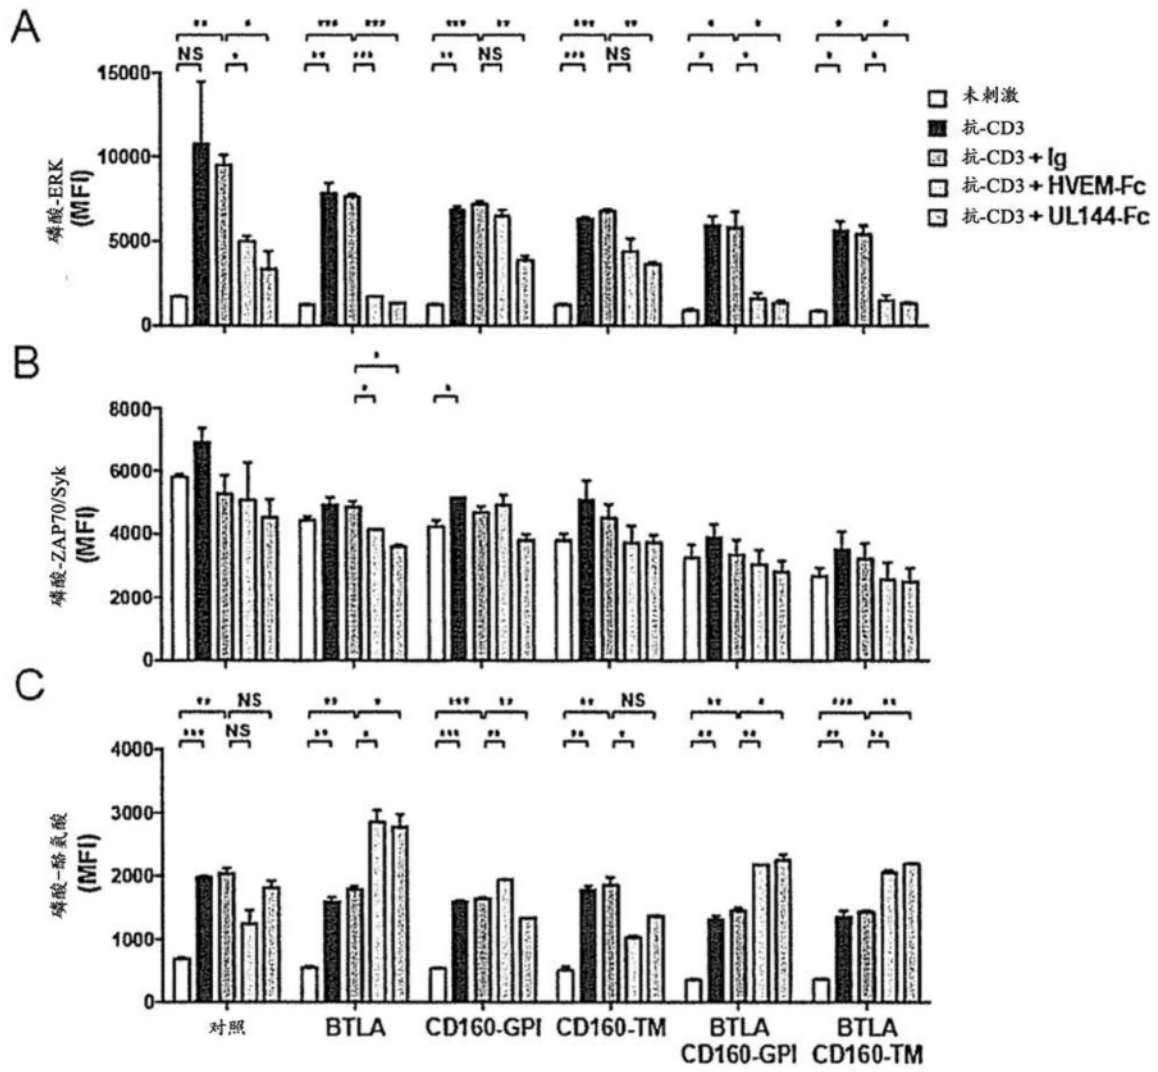 A
NS
NS
NS
15000
10000
5000
0
磷酸-ERK
(MFI)
未刺激
抗-CD3
抗-CD3 + Ig
抗-CD3 + HVEM-Fc
抗-CD3 + UL144-Fc
B
8000
6000
4000
2000
0
磷酸-ZAP70/Syk
(MFI)
C
NS
NS
NS
4000
3000
2000
1000
0
磷酸-酪氨酸
(MFI)
对照
BTLA
CD160-GPI
CD160-TM
BTLA
CD160-GPI
BTLA
CD160-TM